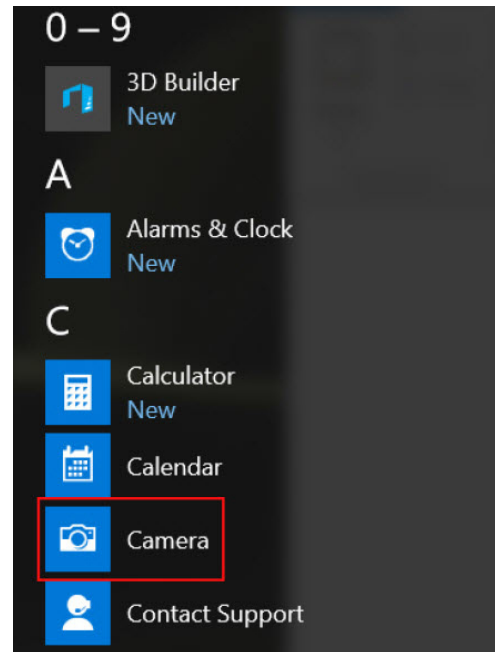 0 – 9
3D Builder
New
A
Alarms & Clock
New
C
Calculator
New
Calendar
Camera
Contact Support